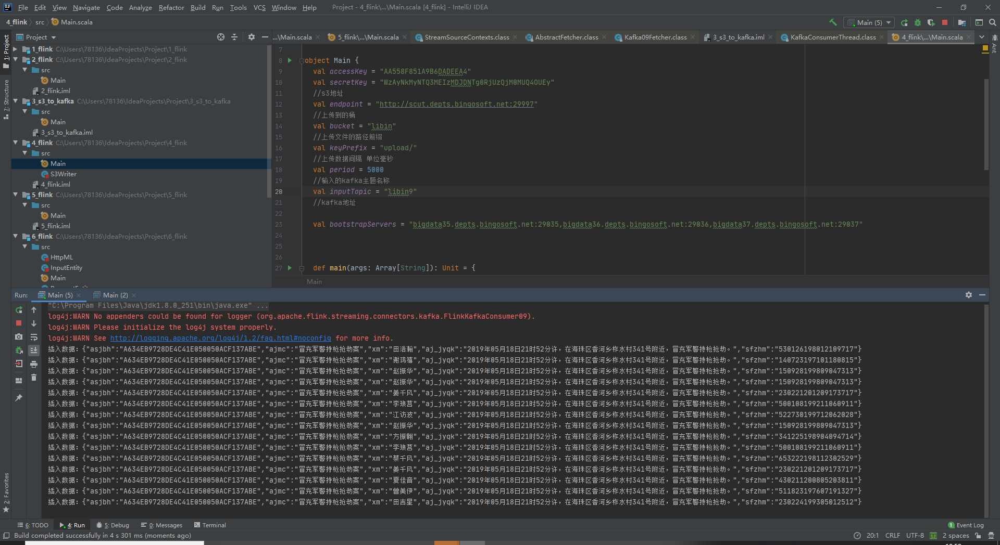 File Edit View Navigate Code Analyze Refactor Build Run Tools VCS Window Help Project - 4_flink\...\Main.scala [4_flink] - IntelliJ IDEA
4_flink src Main.scala Main (5)
Project ...\Main.scala 5_flink\...\Main.scala StreamSourceContexts.class AbstractFetcher.class Kafka09Fetcher.class 3_s3_to_kafka.iml KafkaConsumerThread.class 4_flink\...\Main.scala
1: Project
7: Structure
2: Favorites
Ant
1_flink C:\Users\78136\IdeaProjects\Project\1_flink
2_flink C:\Users\78136\IdeaProjects\Project\2_flink
src
Main
2_flink.iml
3_s3_to_kafka C:\Users\78136\IdeaProjects\Project\3_s3_to_kafka
src
Main
3_s3_to_kafka.iml
4_flink C:\Users\78136\IdeaProjects\Project\4_flink
src
Main
S3Writer
4_flink.iml
5_flink C:\Users\78136\IdeaProjects\Project\5_flink
src
Main
5_flink.iml
6_flink C:\Users\78136\IdeaProjects\Project\6_flink
src
HttpML
InputEntity
Main
7
8 object Main {
9 val accessKey = "AA558F851A9B6DADEEA4"
10 val secretKey = "WzAyNkMyNTQ3MEIzMDJDNTg0RjUzQjM0MUQ4OUEy"
11 //s3地址
12 val endpoint = "http://scut.depts.bingosoft.net:29997"
13 //上传到的桶
14 val bucket = "libin"
15 //上传文件的路径前缀
16 val keyPrefix = "upload/"
17 //上传数据间隔 单位毫秒
18 val period = 5000
19 //输入的kafka主题名称
20 val inputTopic = "libin9"
21 //kafka地址
22
23 val bootstrapServers = "bigdata35.depts.bingosoft.net:29035,bigdata36.depts.bingosoft.net:29036,bigdata37.depts.bingosoft.net:29037"
24
25
26
27 def main(args: Array[String]): Unit = {
Main
Run: Main (5) Main (2)
"C:\Program Files\Java\jdk1.8.0_251\bin\java.exe" ...
log4j:WARN No appenders could be found for logger (org.apache.flink.streaming.connectors.kafka.FlinkKafkaConsumer09).
log4j:WARN Please initialize the log4j system properly.
log4j:WARN See http://logging.apache.org/log4j/1.2/faq.html#noconfig for more info.
插入数据：{"asjbh":"A634EB9728DE4C41E050050ACF137ABE","ajmc":"冒充军警持枪抢劫案","xm":"田浩瀚","aj_jyqk":"2019年05月18日21时52分许，在海珠区香河乡柞水村341号附近，冒充军警持枪抢劫。","sfzhm":"530126198012109717"}
插入数据：{"asjbh":"A634EB9728DE4C41E050050ACF137ABE","ajmc":"冒充军警持枪抢劫案","xm":"谢鸿禧","aj_jyqk":"2019年05月18日21时52分许，在海珠区香河乡柞水村341号附近，冒充军警持枪抢劫。","sfzhm":"140723197101180815"}
插入数据：{"asjbh":"A634EB9728DE4C41E050050ACF137ABE","ajmc":"冒充军警持枪抢劫案","xm":"赵振华","aj_jyqk":"2019年05月18日21时52分许，在海珠区香河乡柞水村341号附近，冒充军警持枪抢劫。","sfzhm":"150928199809047313"}
插入数据：{"asjbh":"A634EB9728DE4C41E050050ACF137ABE","ajmc":"冒充军警持枪抢劫案","xm":"赵振华","aj_jyqk":"2019年05月18日21时52分许，在海珠区香河乡柞水村341号附近，冒充军警持枪抢劫。","sfzhm":"150928199809047313"}
插入数据：{"asjbh":"A634EB9728DE4C41E050050ACF137ABE","ajmc":"冒充军警持枪抢劫案","xm":"姜千风","aj_jyqk":"2019年05月18日21时52分许，在海珠区香河乡柞水村341号附近，冒充军警持枪抢劫。","sfzhm":"230221201209173717"}
插入数据：{"asjbh":"A634EB9728DE4C41E050050ACF137ABE","ajmc":"冒充军警持枪抢劫案","xm":"李琅菖","aj_jyqk":"2019年05月18日21时52分许，在海珠区香河乡柞水村341号附近，冒充军警持枪抢劫。","sfzhm":"500108199211060911"}
插入数据：{"asjbh":"A634EB9728DE4C41E050050ACF137ABE","ajmc":"冒充军警持枪抢劫案","xm":"江访波","aj_jyqk":"2019年05月18日21时52分许，在海珠区香河乡柞水村341号附近，冒充军警持枪抢劫。","sfzhm":"522730199712062028"}
插入数据：{"asjbh":"A634EB9728DE4C41E050050ACF137ABE","ajmc":"冒充军警持枪抢劫案","xm":"赵振华","aj_jyqk":"2019年05月18日21时52分许，在海珠区香河乡柞水村341号附近，冒充军警持枪抢劫。","sfzhm":"150928199809047313"}
插入数据：{"asjbh":"A634EB9728DE4C41E050050ACF137ABE","ajmc":"冒充军警持枪抢劫案","xm":"方振翱","aj_jyqk":"2019年05月18日21时52分许，在海珠区香河乡柞水村341号附近，冒充军警持枪抢劫。","sfzhm":"341225198904094714"}
插入数据：{"asjbh":"A634EB9728DE4C41E050050ACF137ABE","ajmc":"冒充军警持枪抢劫案","xm":"李琅菖","aj_jyqk":"2019年05月18日21时52分许，在海珠区香河乡柞水村341号附近，冒充军警持枪抢劫。","sfzhm":"500108199211060911"}
插入数据：{"asjbh":"A634EB9728DE4C41E050050ACF137ABE","ajmc":"冒充军警持枪抢劫案","xm":"蔡千风","aj_jyqk":"2019年05月18日21时52分许，在海珠区香河乡柞水村341号附近，冒充军警持枪抢劫。","sfzhm":"653222198112302529"}
插入数据：{"asjbh":"A634EB9728DE4C41E050050ACF137ABE","ajmc":"冒充军警持枪抢劫案","xm":"姜千风","aj_jyqk":"2019年05月18日21时52分许，在海珠区香河乡柞水村341号附近，冒充军警持枪抢劫。","sfzhm":"230221201209173717"}
插入数据：{"asjbh":"A634EB9728DE4C41E050050ACF137ABE","ajmc":"冒充军警持枪抢劫案","xm":"夏佳音","aj_jyqk":"2019年05月18日21时52分许，在海珠区香河乡柞水村341号附近，冒充军警持枪抢劫。","sfzhm":"430211200805203811"}
插入数据：{"asjbh":"A634EB9728DE4C41E050050ACF137ABE","ajmc":"冒充军警持枪抢劫案","xm":"曾美伊","aj_jyqk":"2019年05月18日21时52分许，在海珠区香河乡柞水村341号附近，冒充军警持枪抢劫。","sfzhm":"511823197607191327"}
插入数据：{"asjbh":"A634EB9728DE4C41E050050ACF137ABE","ajmc":"冒充军警持枪抢劫案","xm":"田吉星","aj_jyqk":"2019年05月18日21时52分许，在海珠区香河乡柞水村341号附近，冒充军警持枪抢劫。","sfzhm":"230224199305012512"}
6: TODO 4: Run 5: Debug 0: Messages Terminal 1 Event Log
Build completed successfully in 4 s 301 ms (moments ago) 20:1 CRLF UTF-8 2 spaces